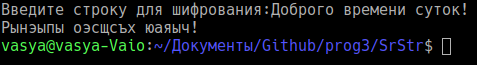 Введите строку для шифрования:Доброго времени суток!
Рынэыпы оэсщсъх юаяыч!
vasya@vasya-Vaio:~/Документы/Github/prog3/SrStr$